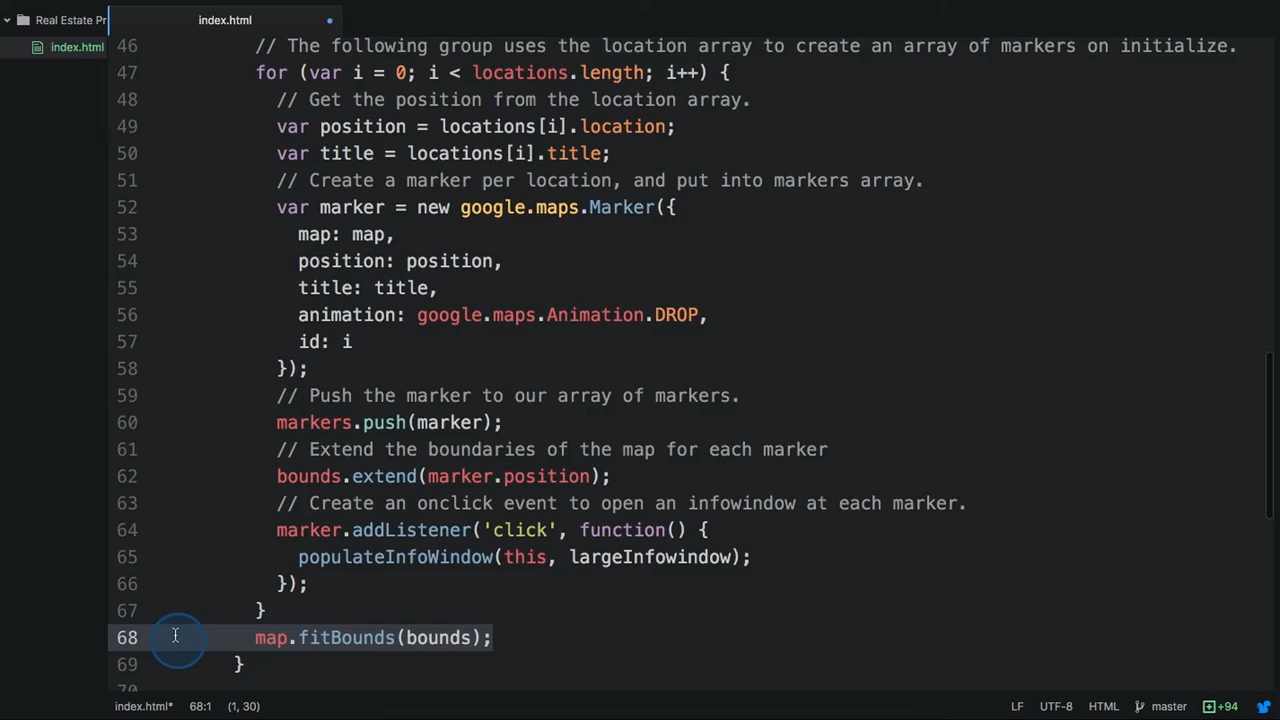 Real Estate Pr
index.html
index.html
46 // The following group uses the location array to create an array of markers on initialize.
47 for (var i = 0; i < locations.length; i++) {
48 // Get the position from the location array.
49 var position = locations[i].location;
50 var title = locations[i].title;
51 // Create a marker per location, and put into markers array.
52 var marker = new google.maps.Marker({
53 map: map,
54 position: position,
55 title: title,
56 animation: google.maps.Animation.DROP,
57 id: i
58 });
59 // Push the marker to our array of markers.
60 markers.push(marker);
61 // Extend the boundaries of the map for each marker
62 bounds.extend(marker.position);
63 // Create an onclick event to open an infowindow at each marker.
64 marker.addListener('click', function() {
65 populateInfoWindow(this, largeInfowindow);
66 });
67 }
68 map.fitBounds(bounds);
69 }
70
index.html* 68:1 (1, 30) LF UTF-8 HTML master +94